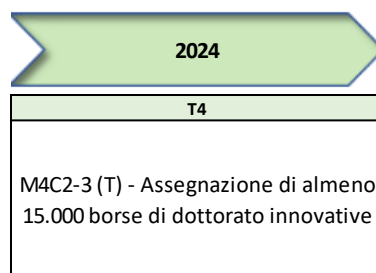 2024
T4
M4C2-3 (T) - Assegnazione di almeno
15.000 borse di dottorato innovative